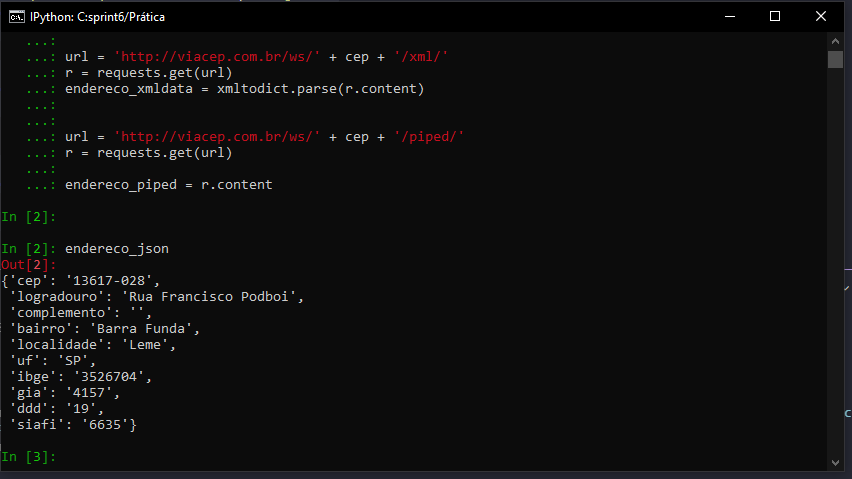 IPython: C:sprint6/Prática
...:
...: url = 'http://viacep.com.br/ws/' + cep + '/xml/'
...: r = requests.get(url)
...: endereco_xmldata = xmltodict.parse(r.content)
...:
...:
...: url = 'http://viacep.com.br/ws/' + cep + '/piped/'
...: r = requests.get(url)
...:
...: endereco_piped = r.content
In [2]:
In [2]: endereco_json
Out[2]:
{'cep': '13617-028',
'logradouro': 'Rua Francisco Podboi',
'complemento': '',
'bairro': 'Barra Funda',
'localidade': 'Leme',
'uf': 'SP',
'ibge': '3526704',
'gia': '4157',
'ddd': '19',
'siafi': '6635'}
In [3]: